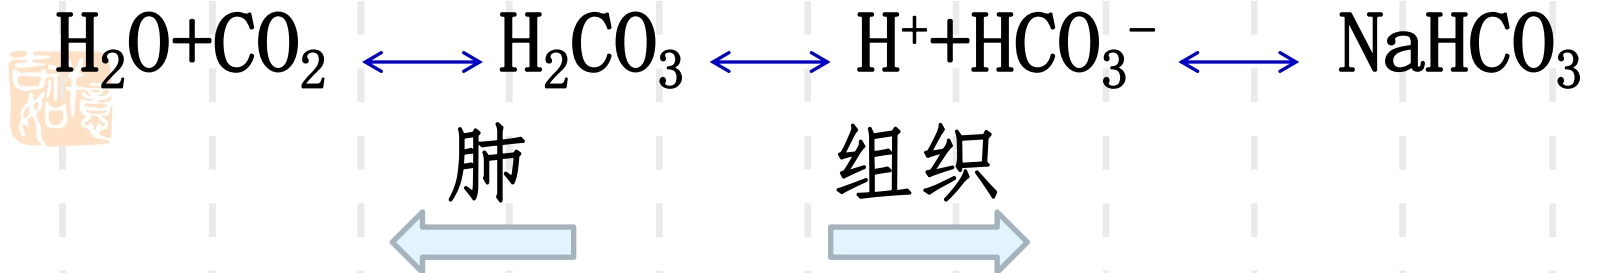 H₂O+CO₂ ⟷ H₂CO₃ ⟷ H⁺+HCO₃⁻ ⟷ NaHCO₃
肺 组织